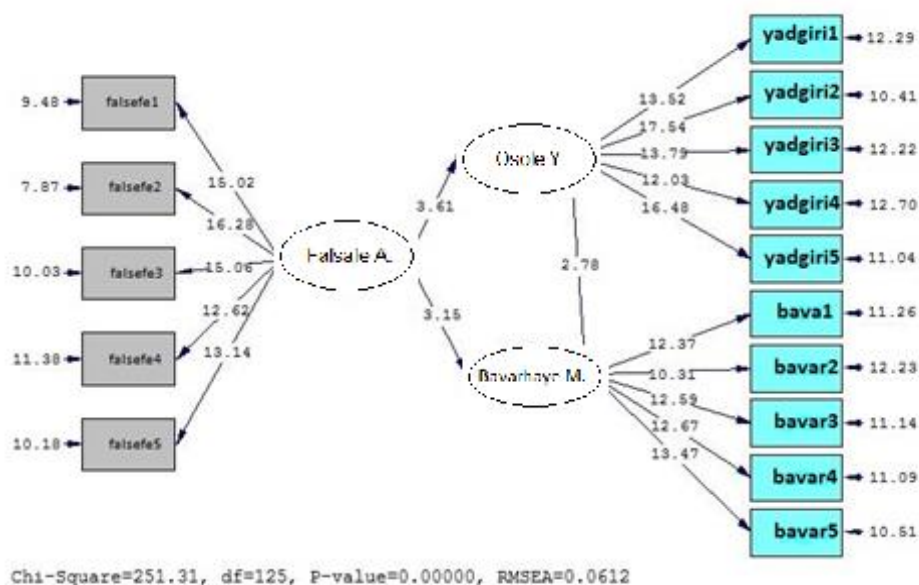 9.48 falsefe1
7.87 falsefe2
10.03 falsefe3
11.38 falsefe4
10.18 falsefe5
15.02
16.28
15.06
12.62
13.14
3.61
3.15
2.78
Bavarhaye M.
13.52
17.54
13.79
12.03
16.48
yadgiri1 12.29
yadgiri2 10.41
yadgiri3 12.22
yadgiri4 12.70
yadgiri5 11.04
12.37
10.31
12.59
12.67
13.47
bava1 11.26
bavar2 12.23
bavar3 11.14
bavar4 11.09
bavar5 10.51
Chi-Square=251.31, df=125, P-value=0.00000, RMSEA=0.0612